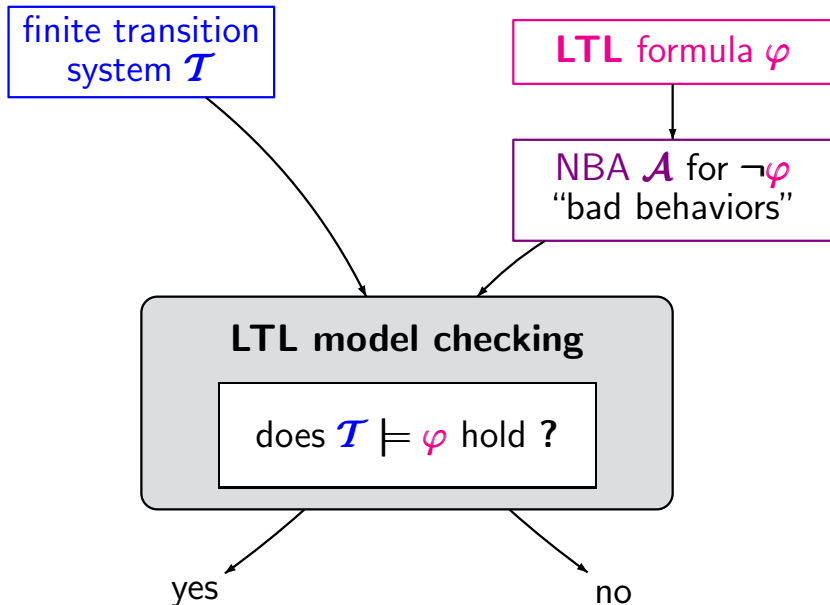 finite transition
system 𝓣
LTL formula φ
NBA 𝓐 for ¬φ
“bad behaviors”
LTL model checking
does 𝓣 ⊨ φ hold ?
yes
no